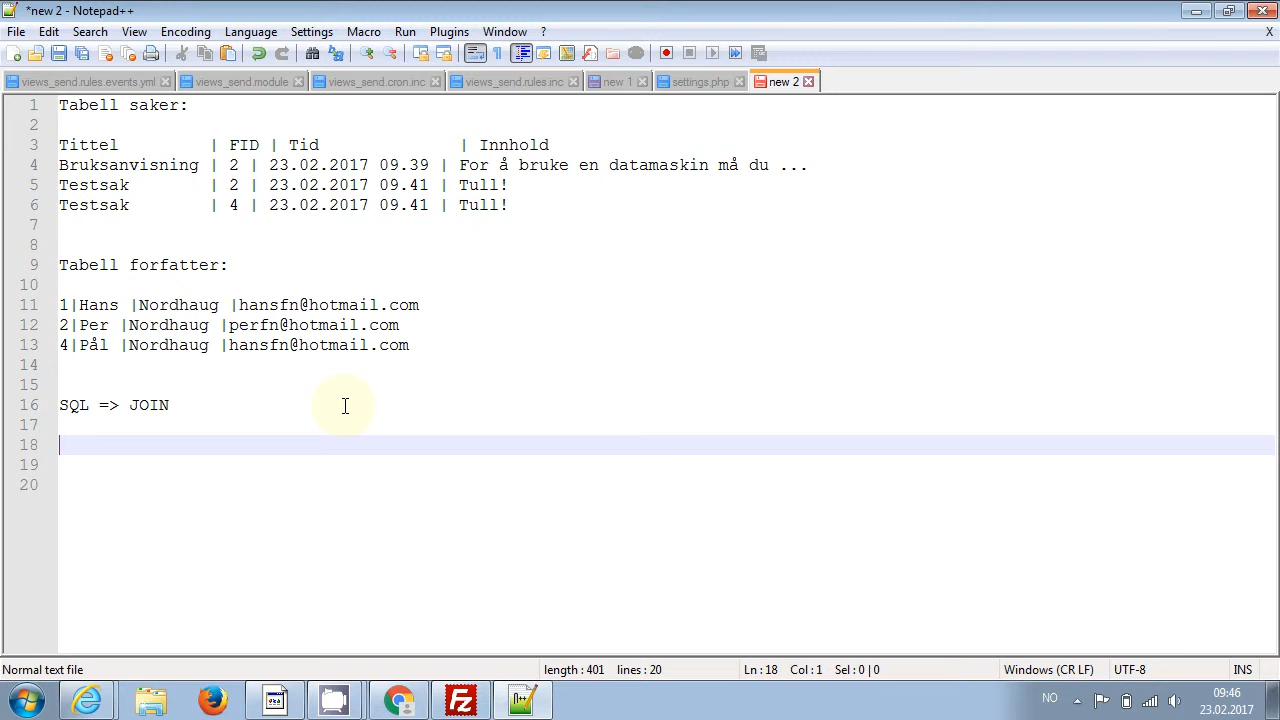 *new 2 - Notepad++
File Edit Search View Encoding Language Settings Macro Run Plugins Window ? X
views_send.rules.events.yml views_send.module views_send.cron.inc views_send.rules.inc new 1 settings.php new 2
1 Tabell saker:
2
3 Tittel | FID | Tid | Innhold
4 Bruksanvisning | 2 | 23.02.2017 09.39 | For å bruke en datamaskin må du ...
5 Testsak | 2 | 23.02.2017 09.41 | Tull!
6 Testsak | 4 | 23.02.2017 09.41 | Tull!
7
8
9 Tabell forfatter:
10
11 1|Hans |Nordhaug |hansfn@hotmail.com
12 2|Per |Nordhaug |perfn@hotmail.com
13 4|Pål |Nordhaug |hansfn@hotmail.com
14
15
16 SQL => JOIN
17
18
19
20
Normal text file length : 401 lines : 20 Ln : 18 Col : 1 Sel : 0 | 0 Windows (CR LF) UTF-8 INS
NO 09:46
23.02.2017